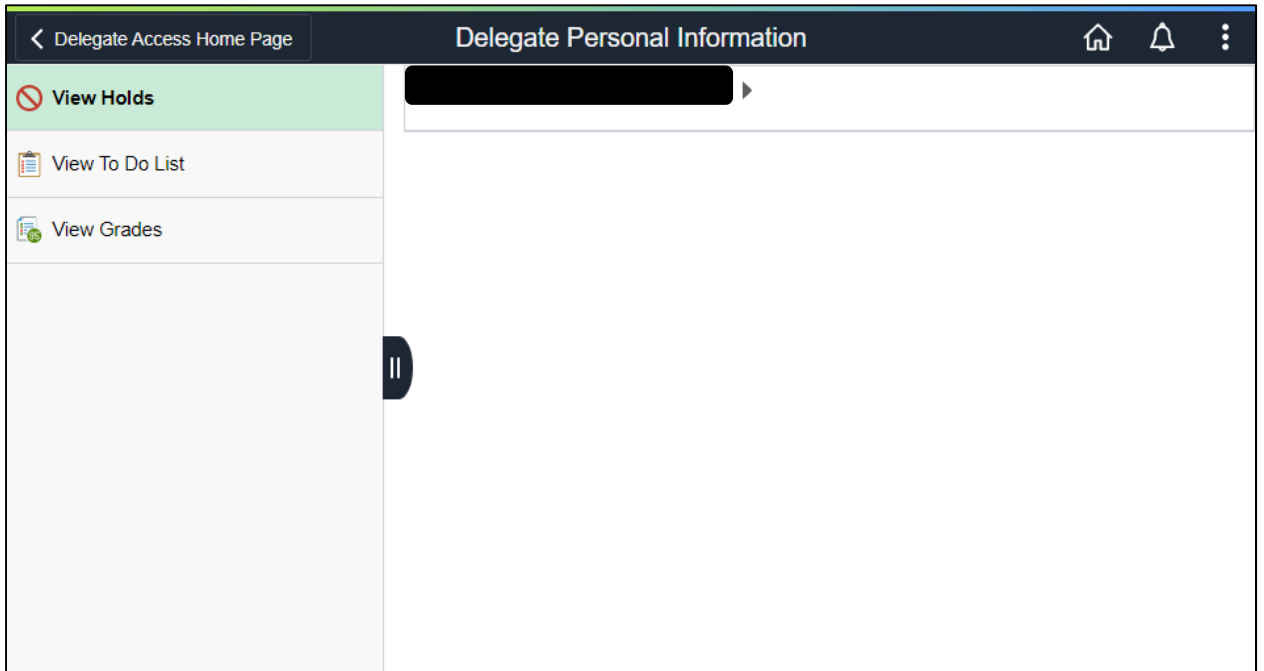 Delegate Access Home Page
Delegate Personal Information
View Holds
View To Do List
View Grades